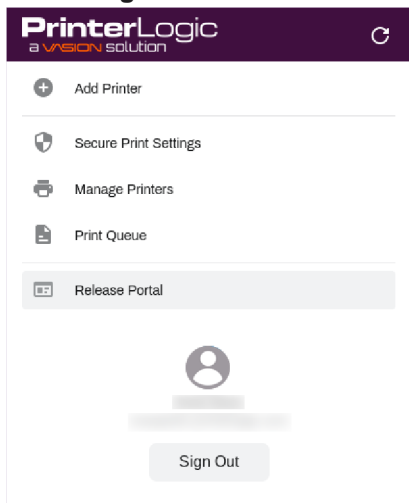 PrinterLogic
a VASION solution
Add Printer
Secure Print Settings
Manage Printers
Print Queue
Release Portal
Sign Out